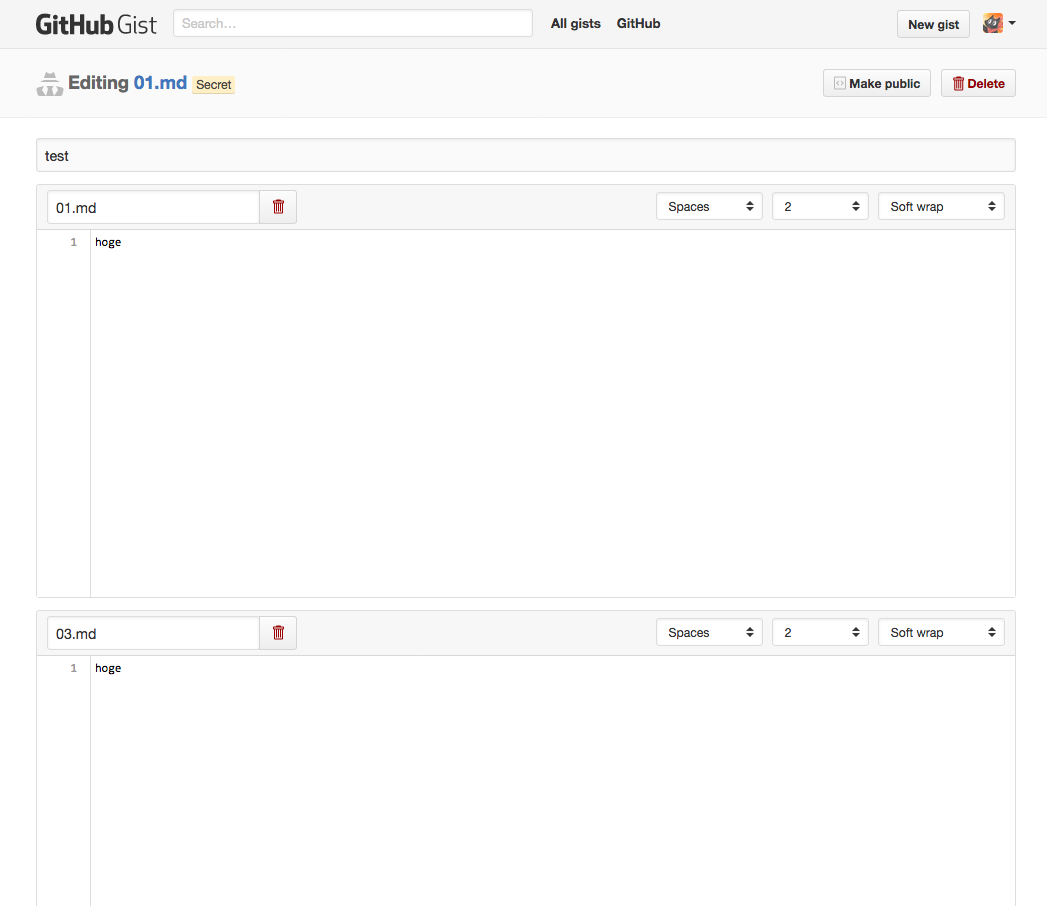 GitHub Gist Search... All gists GitHub New gist
Editing 01.md Secret Make public Delete
test
01.md Spaces 2 Soft wrap
1 hoge
03.md Spaces 2 Soft wrap
1 hoge